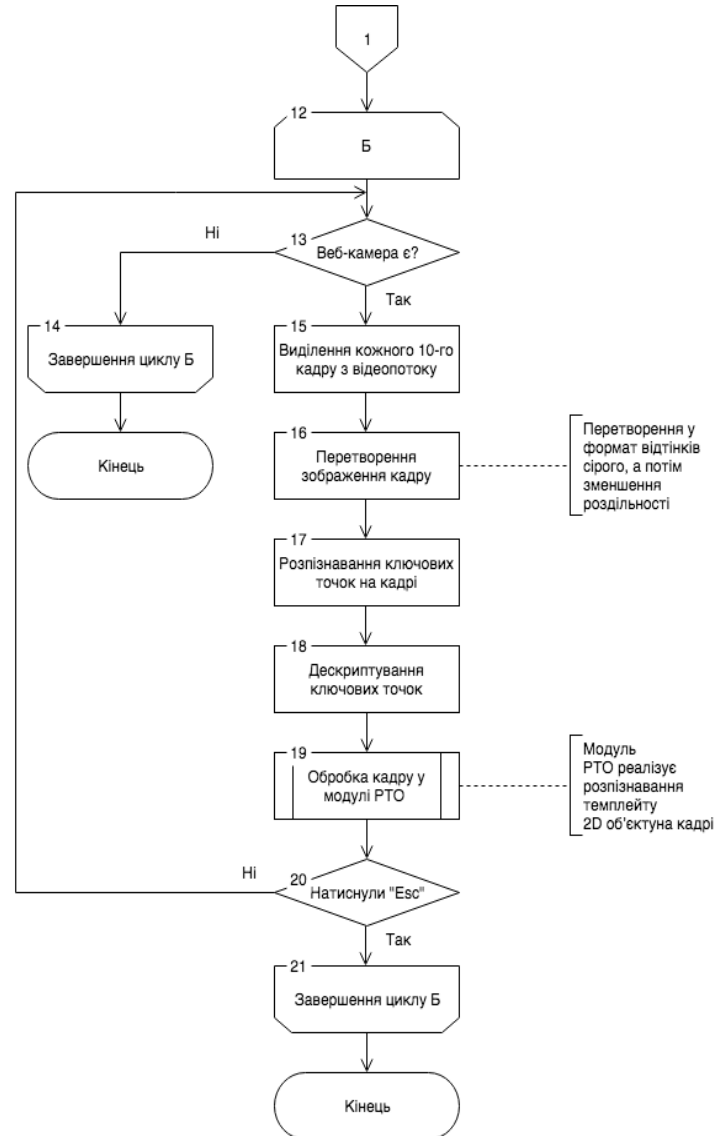 1
12
Б
Ні
13
Веб-камера є?
Так
14
Завершення циклу Б
15
Виділення кожного 10-го
кадру з відеопотоку
Кінець
16
Перетворення
зображення кадру
Перетворення у
формат відтінків
сірого, а потім
зменшення
роздільності
17
Розпізнавання ключових
точок на кадрі
18
Дескриптування
ключових точок
19
Обробка кадру у
модулі РТО
Модуль
РТО реалізує
розпізнавання
темплейту
2D об'єктуна кадрі
Ні
20
Натиснули "Esc"
Так
21
Завершення циклу Б
Кінець